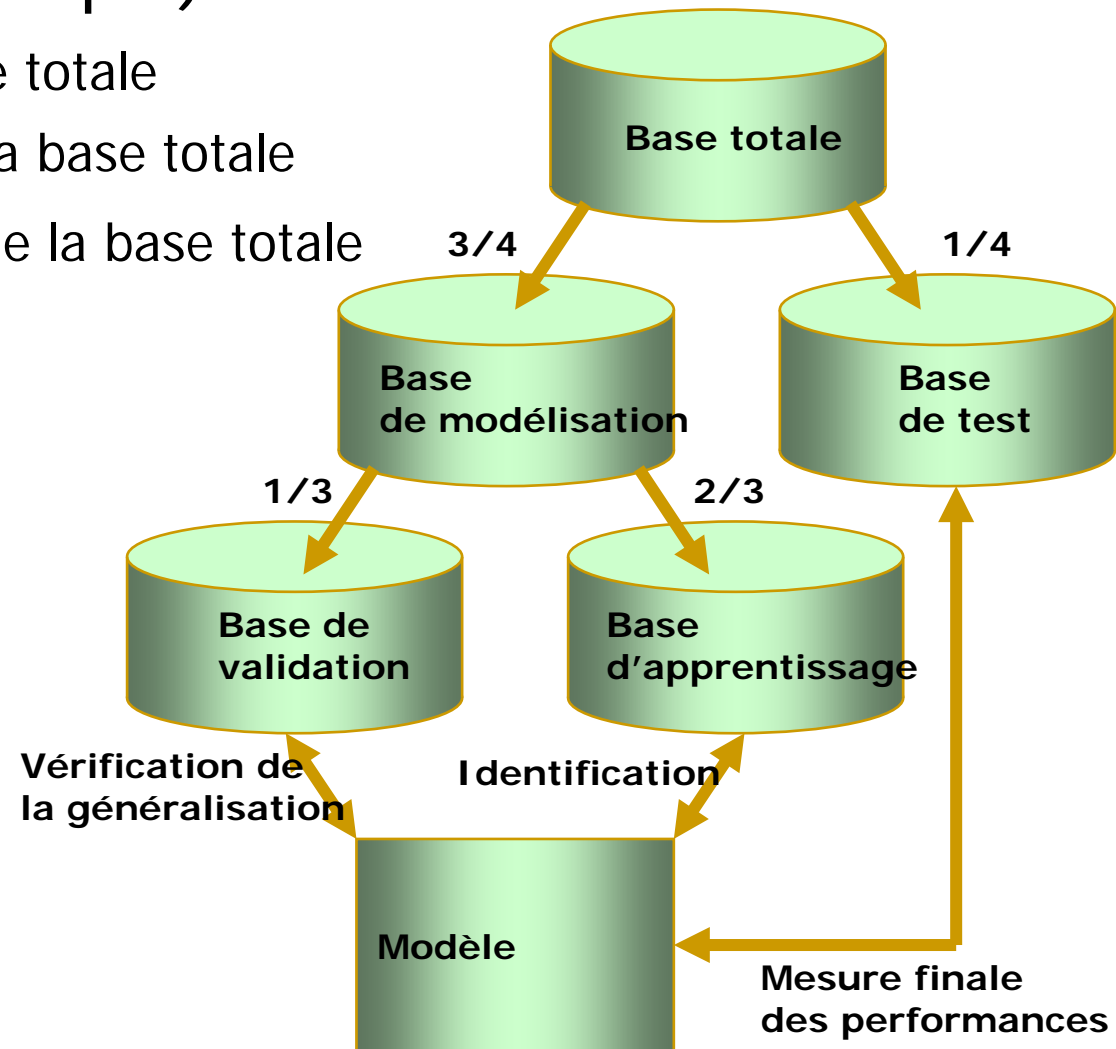 e totale
a base totale
e la base totale
Base totale
3/4
1/4
Base
de modélisation
Base
de test
1/3
2/3
Base de
validation
Base
d'apprentissage
Vérification de
la généralisation
Identification
Modèle
Mesure finale
des performances